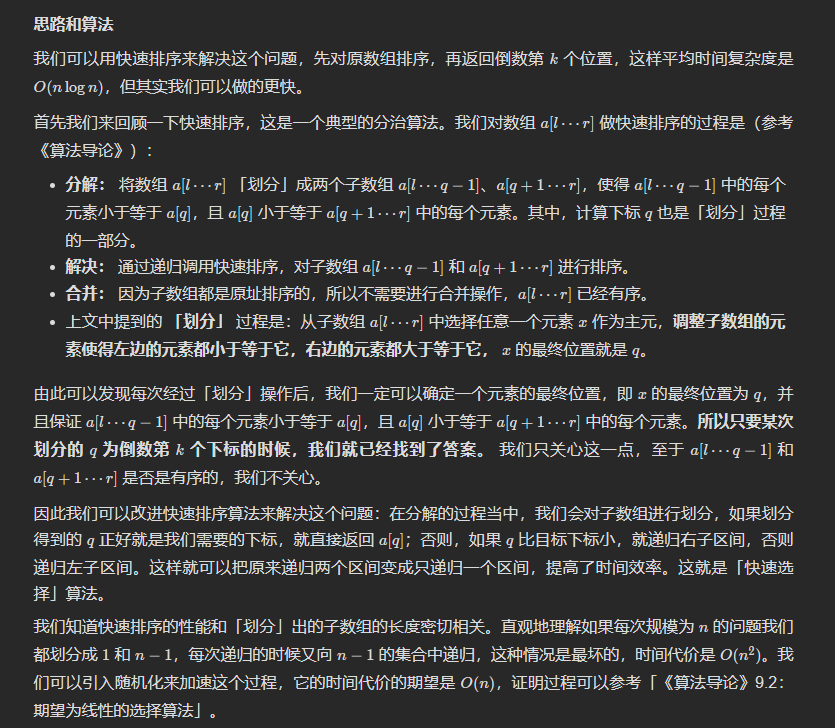 思路和算法
我们可以用快速排序来解决这个问题，先对原数组排序，再返回倒数第 k 个位置，这样平均时间复杂度是
O(n log n)，但其实我们可以做的更快。
首先我们来回顾一下快速排序，这是一个典型的分治算法。我们对数组 a[l⋯r] 做快速排序的过程是（参考
《算法导论》）：
• 分解： 将数组 a[l⋯r] 「划分」成两个子数组 a[l⋯q−1]、a[q+1⋯r]，使得 a[l⋯q−1] 中的每个
元素小于等于 a[q]，且 a[q] 小于等于 a[q+1⋯r] 中的每个元素。其中，计算下标 q 也是「划分」过程
的一部分。
• 解决： 通过递归调用快速排序，对子数组 a[l⋯q−1] 和 a[q+1⋯r] 进行排序。
• 合并： 因为子数组都是原址排序的，所以不需要进行合并操作，a[l⋯r] 已经有序。
• 上文中提到的 「划分」 过程是：从子数组 a[l⋯r] 中选择任意一个元素 x 作为主元，调整子数组的元
素使得左边的元素都小于等于它，右边的元素都大于等于它， x 的最终位置就是 q。
由此可以发现每次经过「划分」操作后，我们一定可以确定一个元素的最终位置，即 x 的最终位置为 q，并
且保证 a[l⋯q−1] 中的每个元素小于等于 a[q]，且 a[q] 小于等于 a[q+1⋯r] 中的每个元素。所以只要某次
划分的 q 为倒数第 k 个下标的时候，我们就已经找到了答案。 我们只关心这一点，至于 a[l⋯q−1] 和
a[q+1⋯r] 是否是有序的，我们不关心。
因此我们可以改进快速排序算法来解决这个问题：在分解的过程当中，我们会对子数组进行划分，如果划分
得到的 q 正好就是我们需要的下标，就直接返回 a[q]；否则，如果 q 比目标下标小，就递归右子区间，否则
递归左子区间。这样就可以把原来递归两个区间变成只递归一个区间，提高了时间效率。这就是「快速选
择」算法。
我们知道快速排序的性能和「划分」出的子数组的长度密切相关。直观地理解如果每次规模为 n 的问题我们
都划分成 1 和 n−1，每次递归的时候又向 n−1 的集合中递归，这种情况是最坏的，时间代价是 O(n²)。我
们可以引入随机化来加速这个过程，它的时间代价的期望是 O(n)，证明过程可以参考「《算法导论》9.2：
期望为线性的选择算法」。